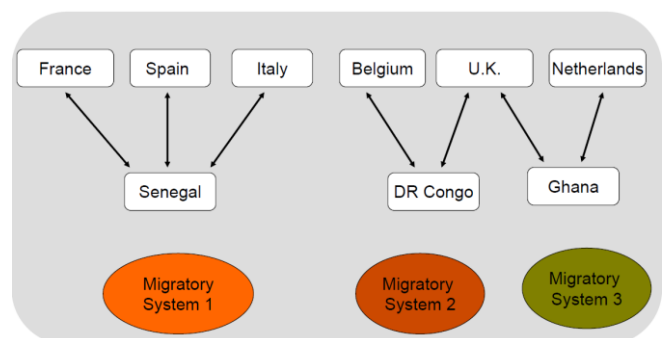 France
Spain
Italy
Belgium
U.K.
Netherlands
Senegal
DR Congo
Ghana
Migratory
System 1
Migratory
System 2
Migratory
System 3